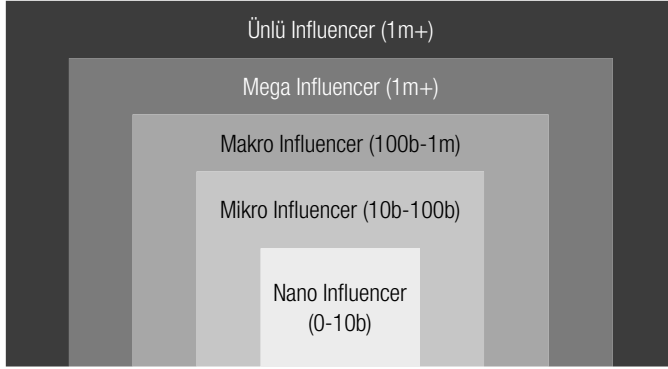 Ünlü Influencer (1m+)
Mega Influencer (1m+)
Makro Influencer (100b-1m)
Mikro Influencer (10b-100b)
Nano Influencer
(0-10b)